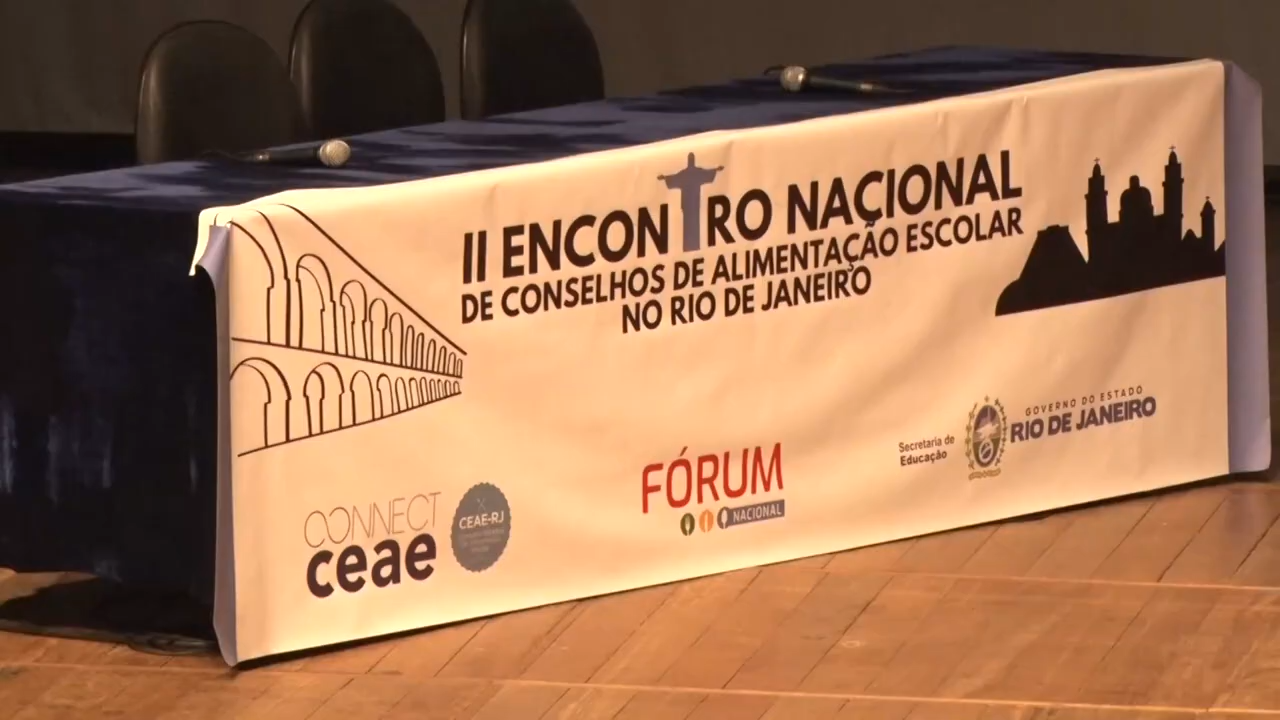 II ENCONTRO NACIONAL
DE CONSELHOS DE ALIMENTAÇÃO ESCOLAR
NO RIO DE JANEIRO
CONNECT
ceae
CEAE-RJ
FÓRUM
NACIONAL
Secretaria de
Educação
GOVERNO DO ESTADO
RIO DE JANEIRO